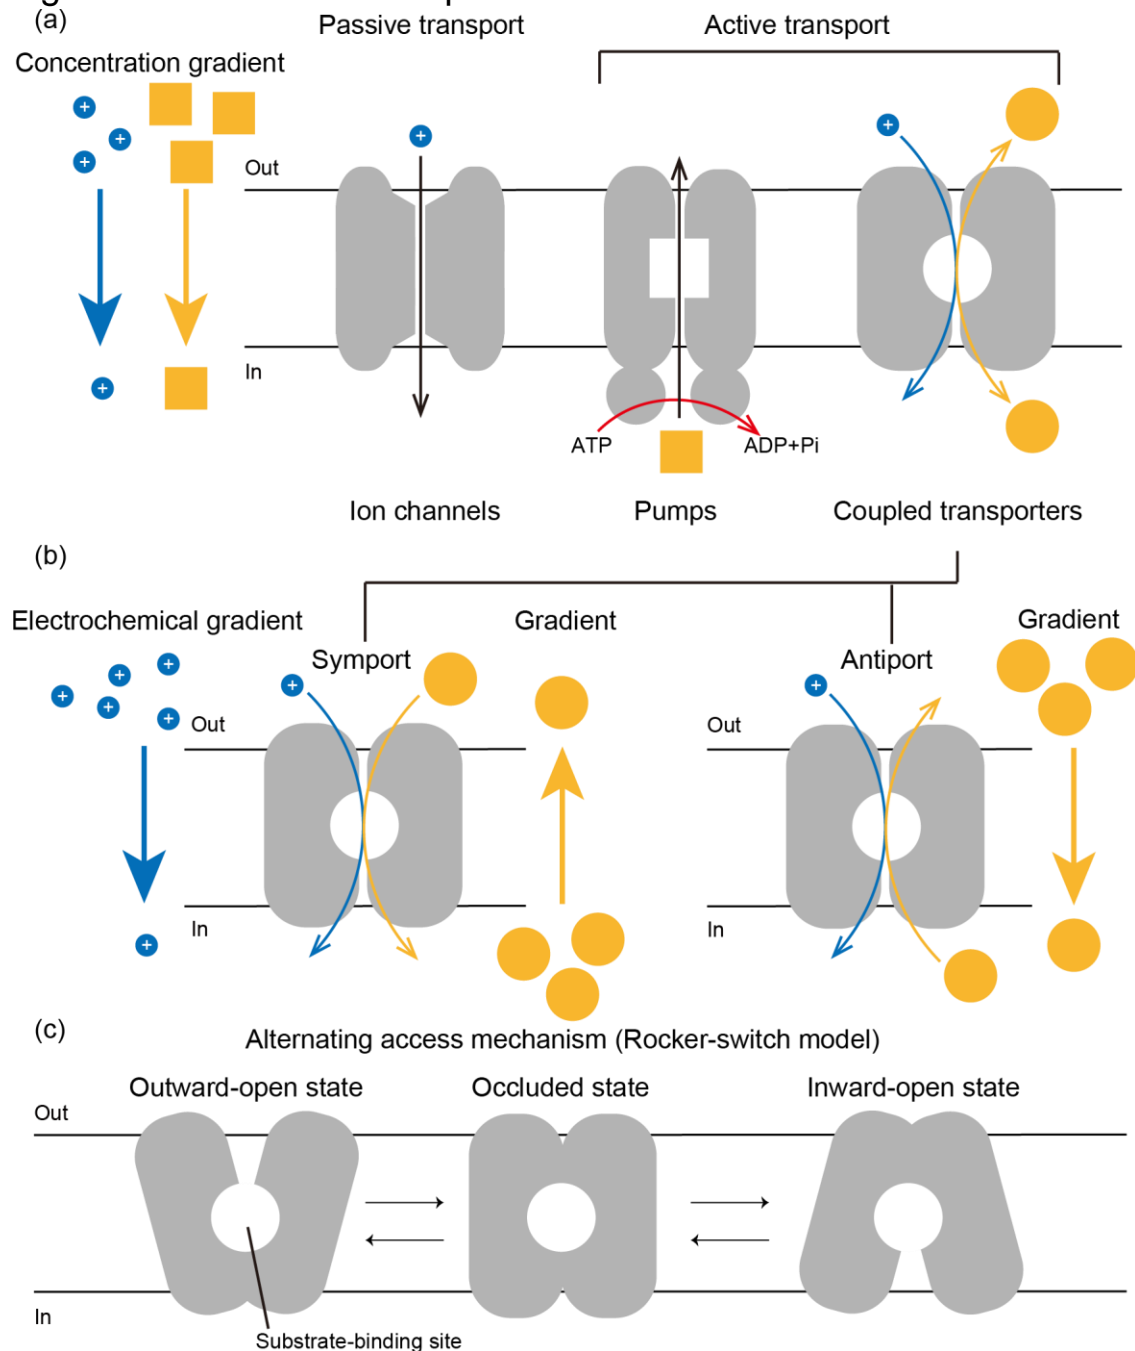 (a)
Passive transport
Active transport
Concentration gradient
+
+
+
+
+
+
Out
In
ATP
ADP+Pi
Ion channels
Pumps
Coupled transporters
(b)
Electrochemical gradient
Gradient
Gradient
Symport
Antiport
+
+
+
+
+
+
+
Out
Out
In
In
+
(c)
Alternating access mechanism (Rocker-switch model)
Outward-open state
Occluded state
Inward-open state
Out
In
Substrate-binding site